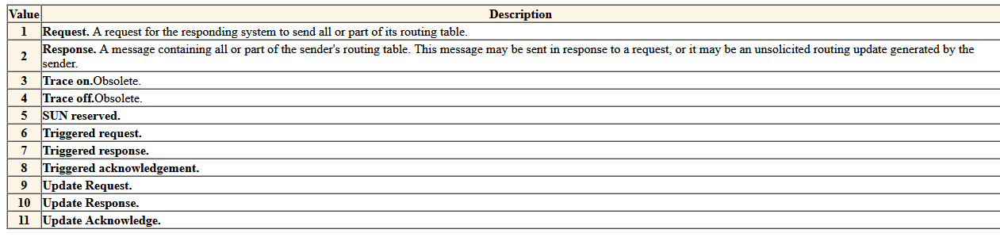 Value Description
1 Request. A request for the responding system to send all or part of its routing table.
2 Response. A message containing all or part of the sender's routing table. This message may be sent in response to a request, or it may be an unsolicited routing update generated by the
sender.
3 Trace on.Obsolete.
4 Trace off.Obsolete.
5 SUN reserved.
6 Triggered request.
7 Triggered response.
8 Triggered acknowledgement.
9 Update Request.
10 Update Response.
11 Update Acknowledge.